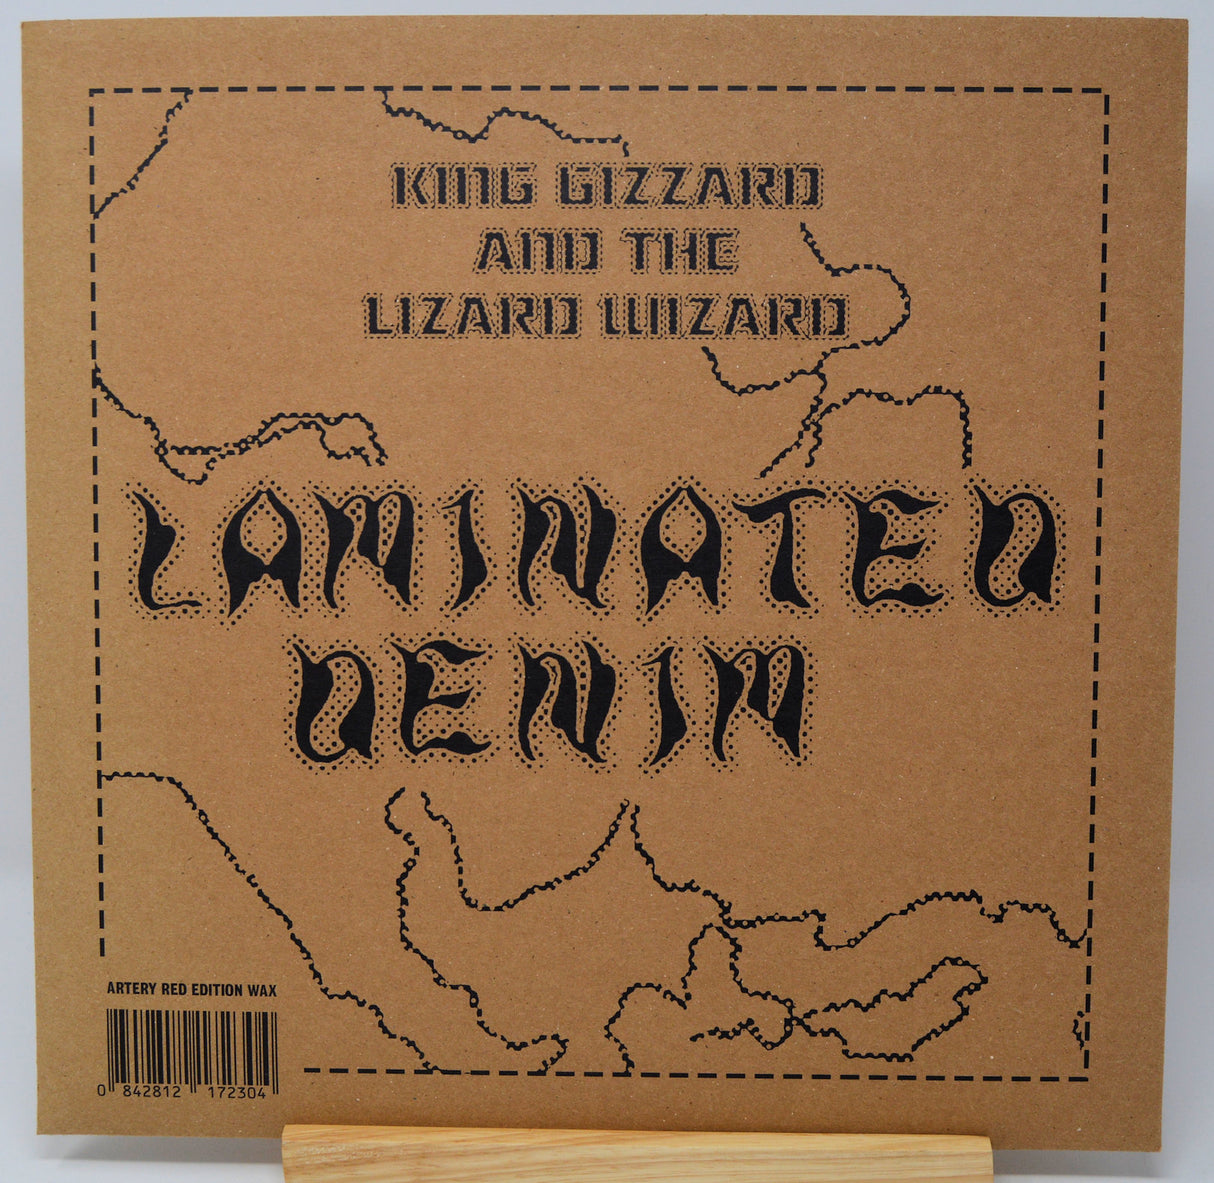 KING GIZZARD
AND THE
LIZARD WIZARD
LAMINATED
DENIM
ARTERY RED EDITION WAX
0 842812 172304